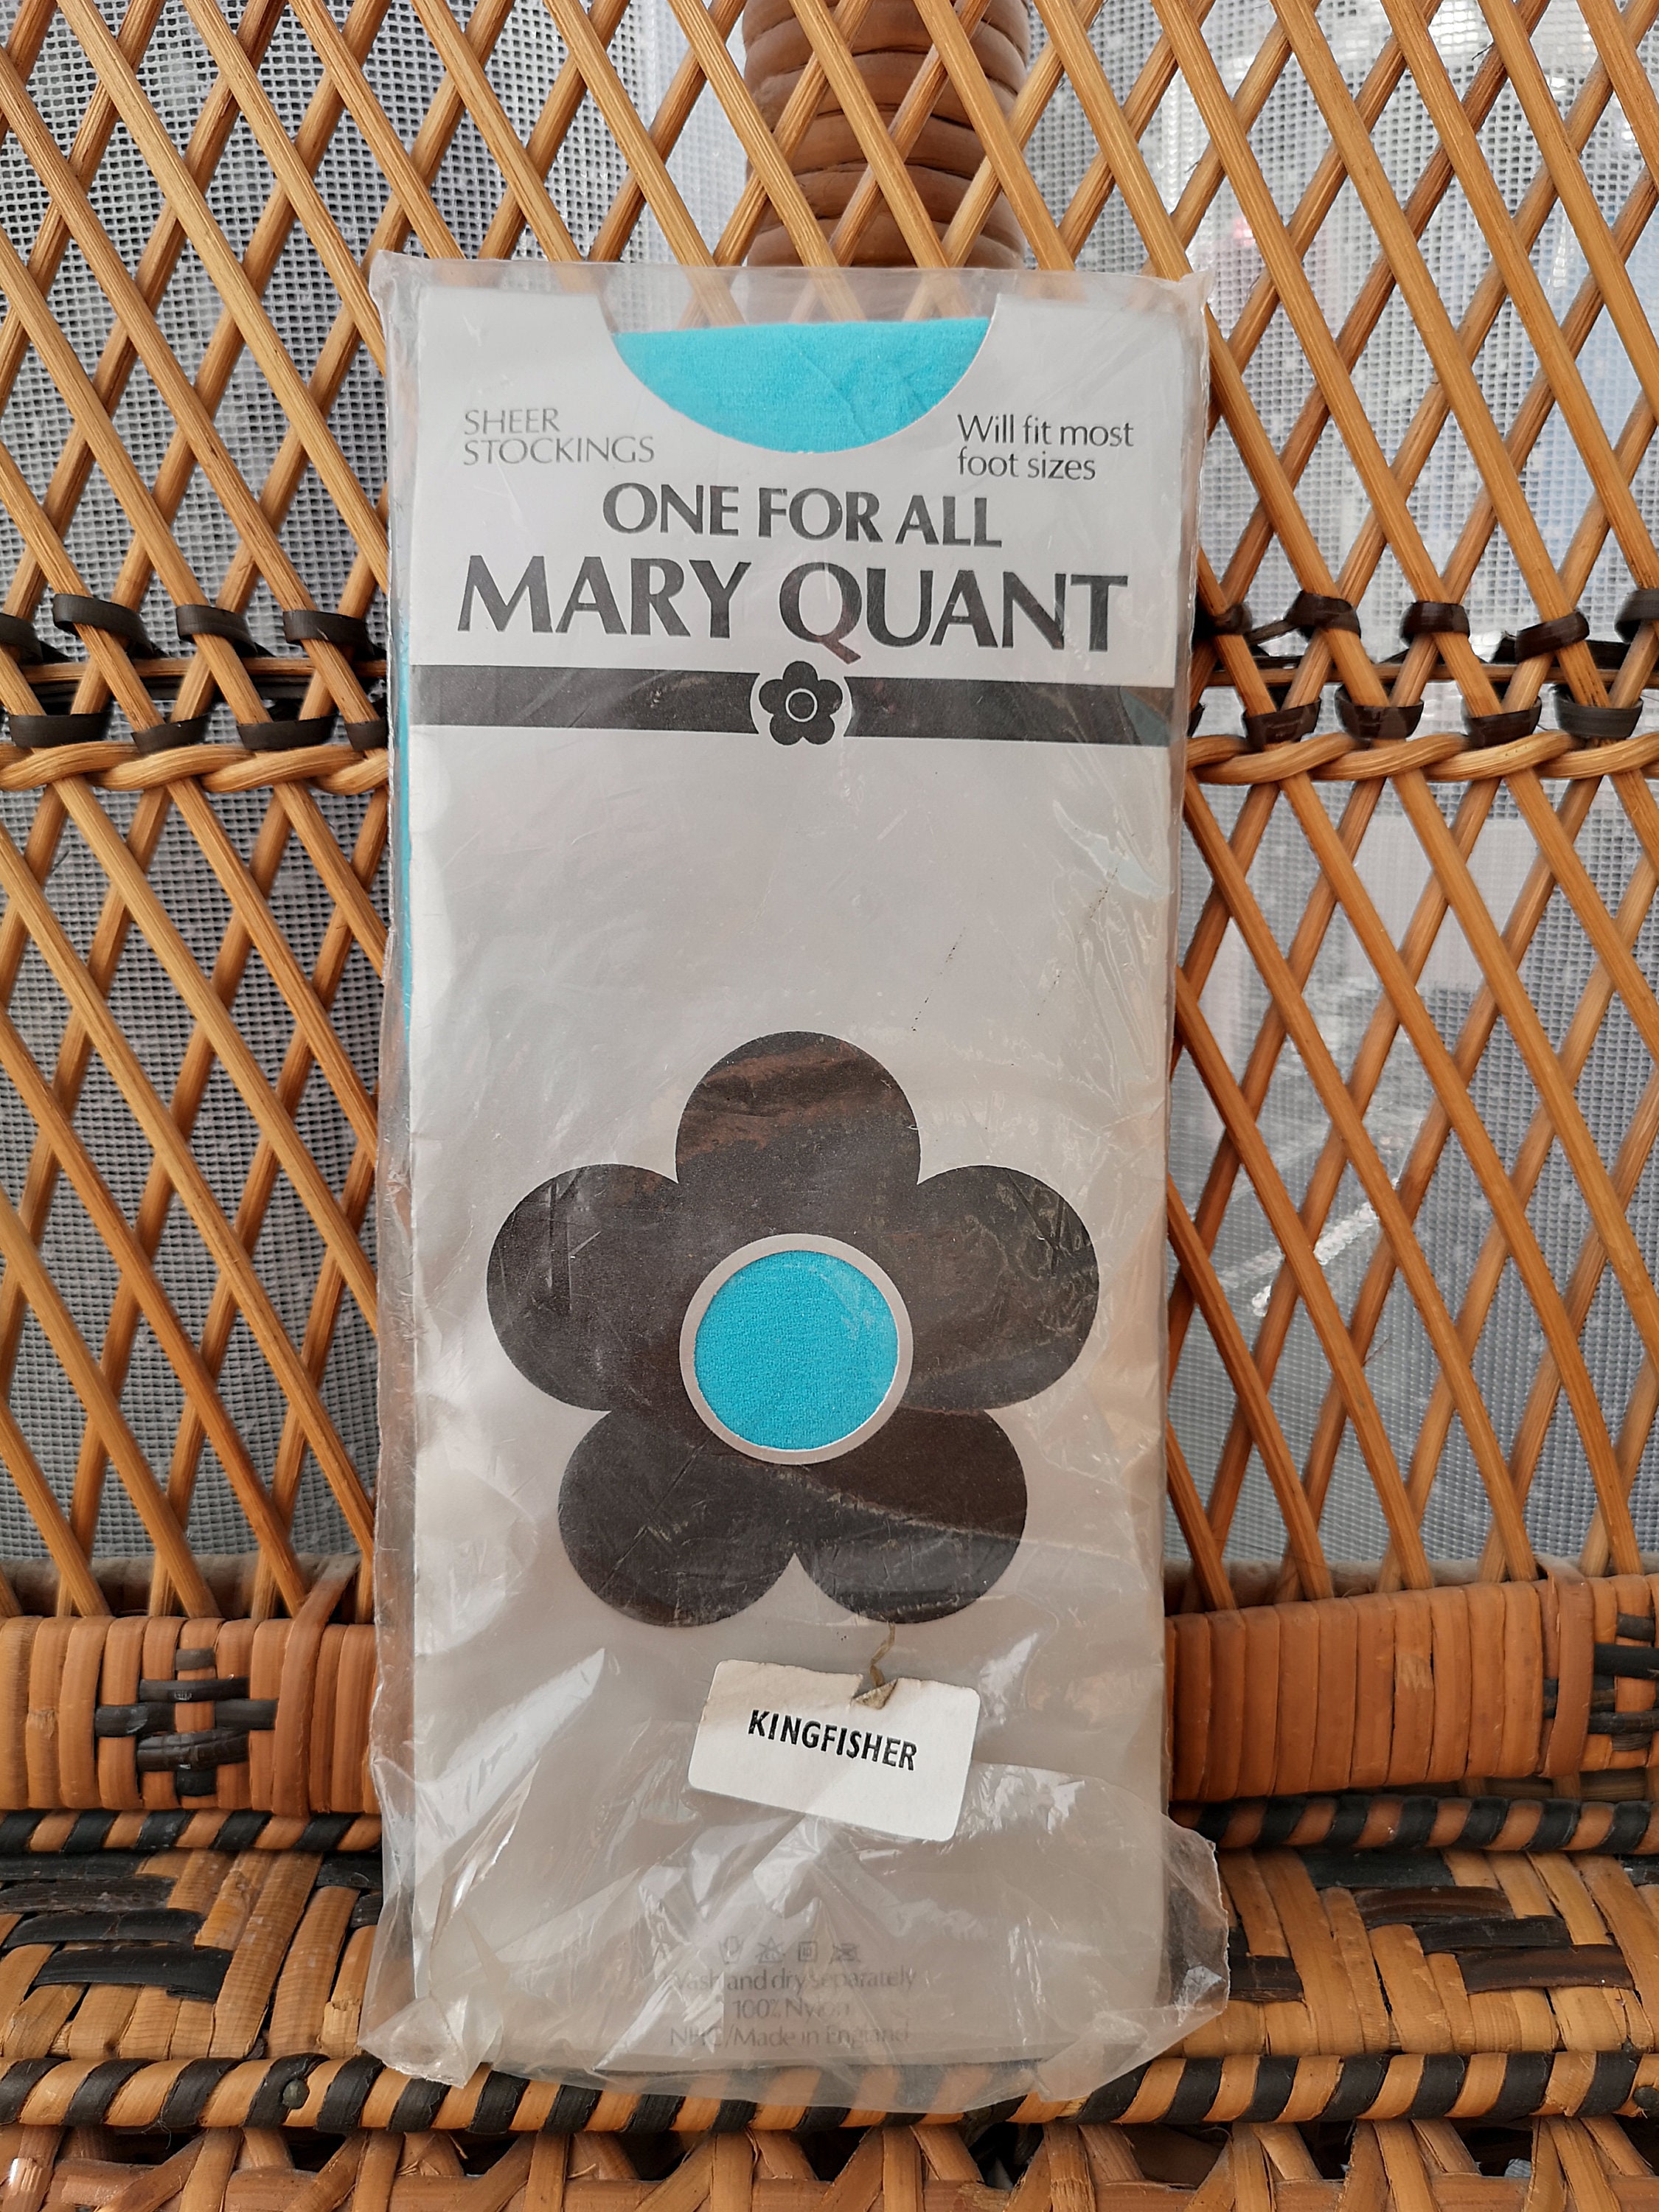 SHEER
STOCKINGS
Will fit most
foot sizes
ONE FOR ALL
MARY QUANT
KINGFISHER
Wash and dry separately
100% Nylon
Made in England